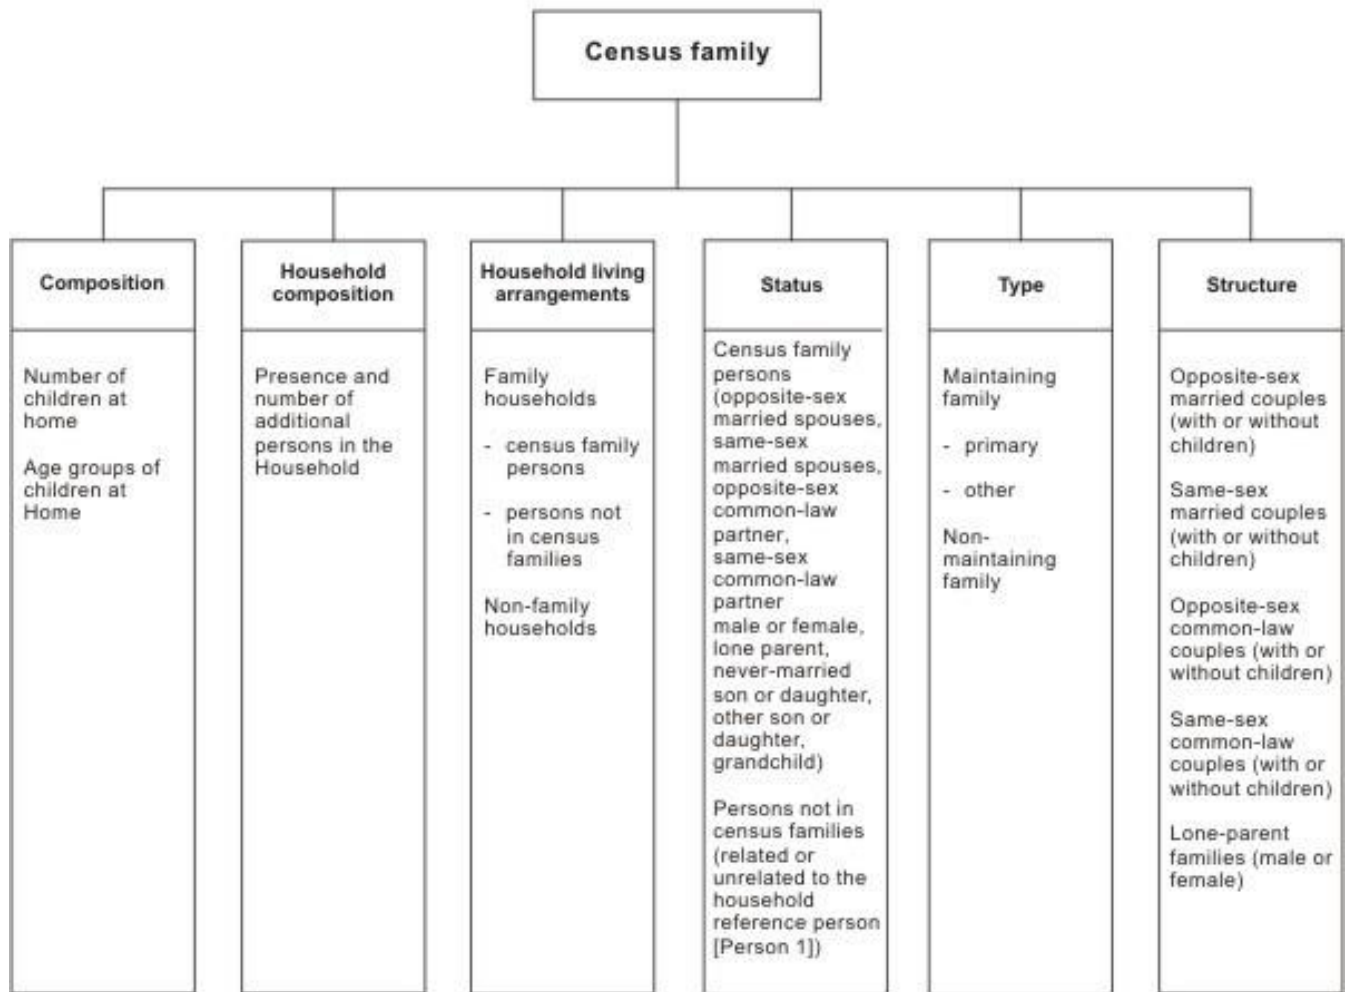 Census family
Composition
Number of
children at
home
Age groups of
children at
Home
Household
composition
Presence and
number of
additional
persons in the
Household
Household living
arrangements
Family
households
- census family
persons
- persons not
in census
families
Non-family
households
Status
Census family
persons
(opposite-sex
married spouses,
same-sex
married spouses,
opposite-sex
common-law
partner,
same-sex
common-law
partner
male or female,
lone parent,
never-married
son or daughter,
other son or
daughter,
grandchild)
Persons not in
census families
(related or
unrelated to the
household
reference person
[Person 1])
Type
Maintaining
family
- primary
- other
Non-
maintaining
family
Structure
Opposite-sex
married couples
(with or without
children)
Same-sex
married couples
(with or without
children)
Opposite-sex
common-law
couples (with or
without children)
Same-sex
common-law
couples (with or
without children)
Lone-parent
families (male or
female)